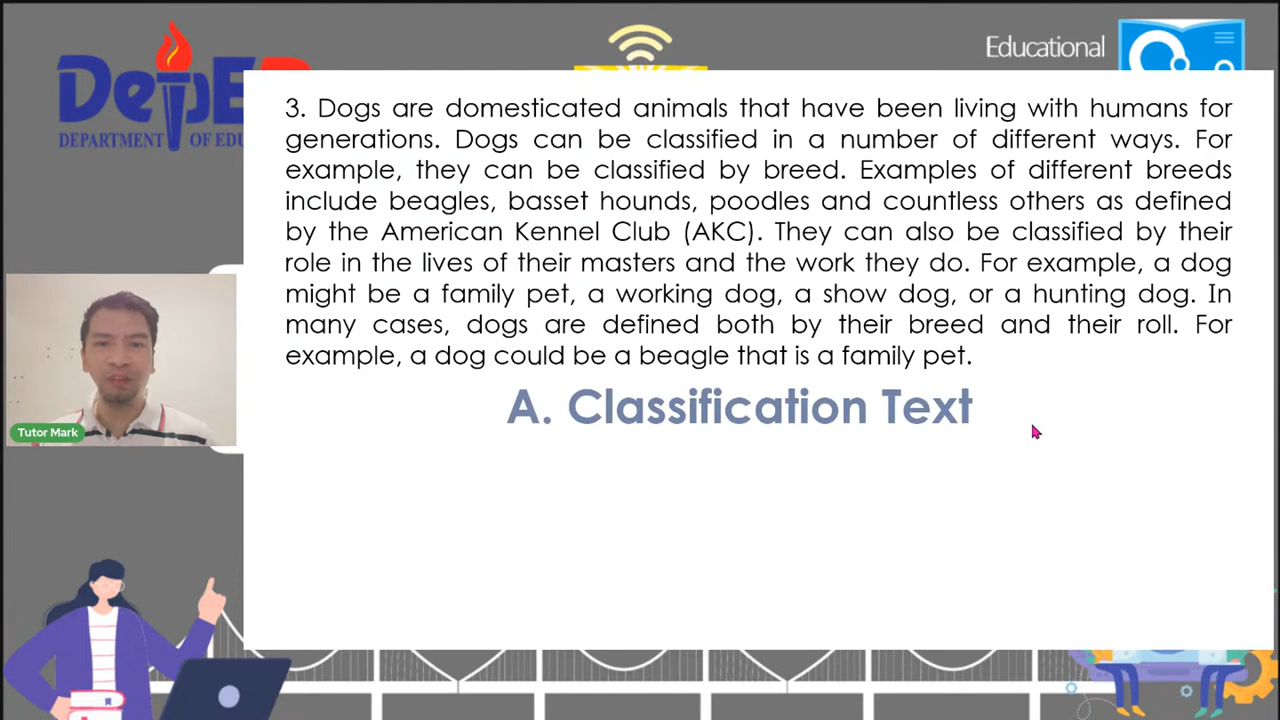 Educational
DepE
DEPARTMENT OF EDU
3. Dogs are domesticated animals that have been living with humans for
generations. Dogs can be classified in a number of different ways. For
example, they can be classified by breed. Examples of different breeds
include beagles, basset hounds, poodles and countless others as defined
by the American Kennel Club (AKC). They can also be classified by their
role in the lives of their masters and the work they do. For example, a dog
might be a family pet, a working dog, a show dog, or a hunting dog. In
many cases, dogs are defined both by their breed and their roll. For
example, a dog could be a beagle that is a family pet.
A. Classification Text
Tutor Mark